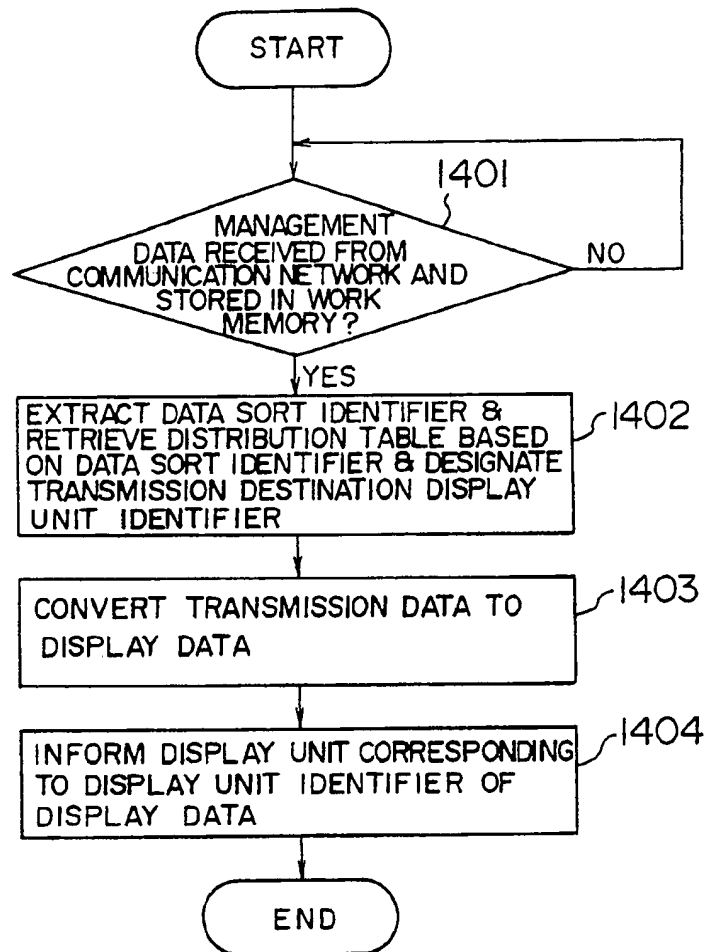 START
1401
MANAGEMENT
DATA RECEIVED FROM
COMMUNICATION NETWORK AND
STORED IN WORK
MEMORY?
NO
YES
1402
EXTRACT DATA SORT IDENTIFIER &
RETRIEVE DISTRIBUTION TABLE BASED
ON DATA SORT IDENTIFIER & DESIGNATE
TRANSMISSION DESTINATION DISPLAY
UNIT IDENTIFIER
1403
CONVERT TRANSMISSION DATA TO
DISPLAY DATA
1404
INFORM DISPLAY UNIT CORRESPONDING
TO DISPLAY UNIT IDENTIFIER OF
DISPLAY DATA
END